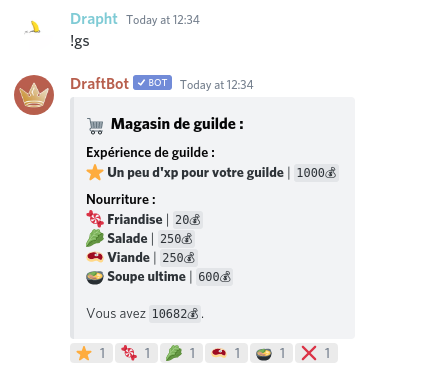 Drapht Today at 12:34
!gs
DraftBot BOT Today at 12:34
Magasin de guilde :
Expérience de guilde :
Un peu d'xp pour votre guilde | 1000💰
Nourriture :
Friandise | 20💰
Salade | 250💰
Viande | 250💰
Soupe ultime | 600💰
Vous avez 10682💰.
1 1 1 1 1 1